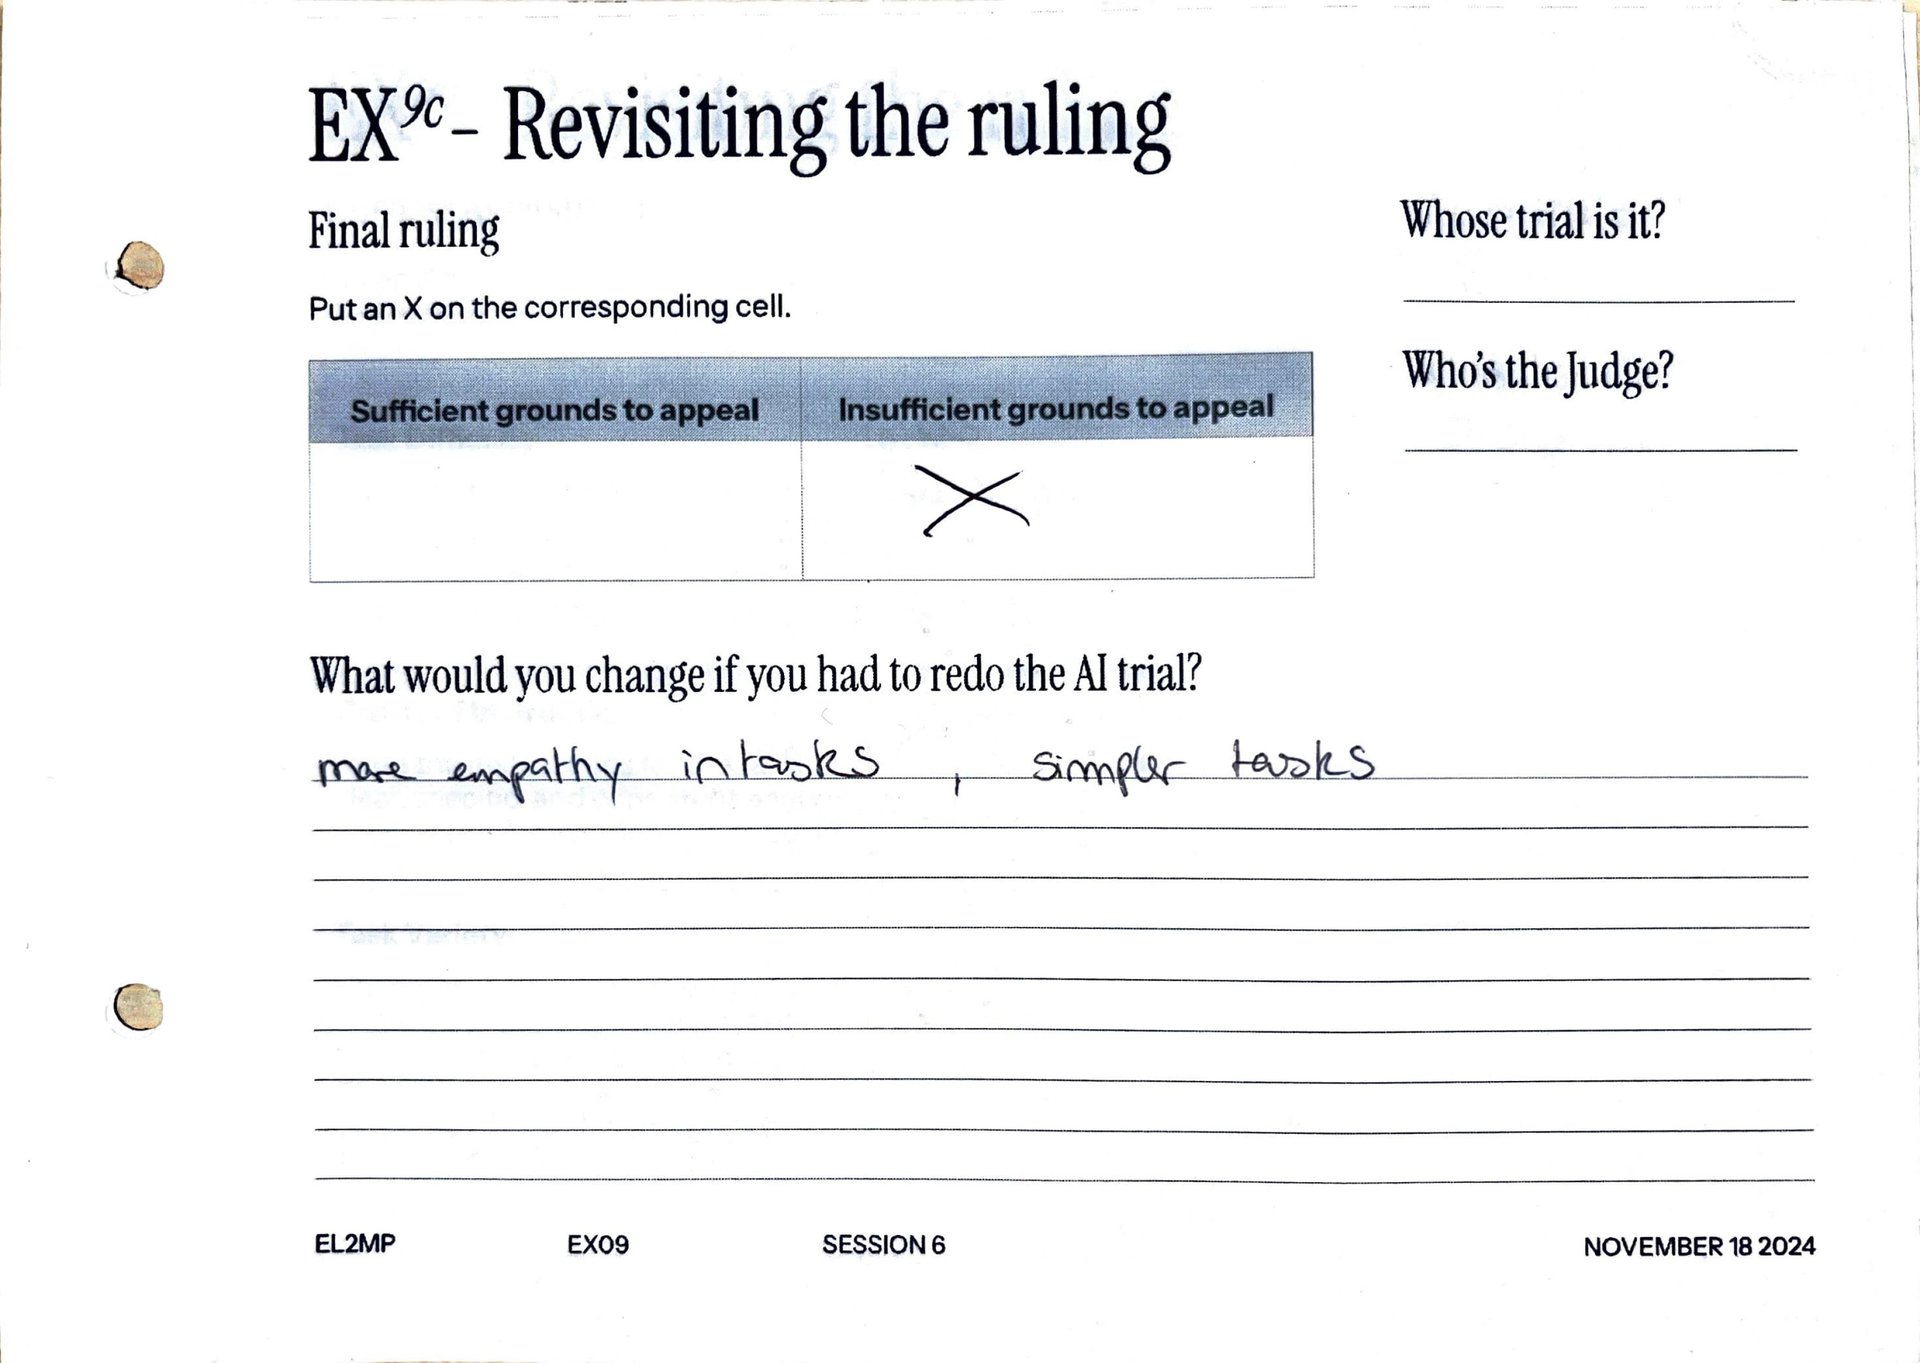 EX9c - Revisiting the ruling
Final ruling
Put an X on the corresponding cell.
Whose trial is it?
Who's the Judge?
Sufficient grounds to appeal Insufficient grounds to appeal
X
What would you change if you had to redo the AI trial?
more empathy in tasks , simpler tasks
EL2MP EX09 SESSION 6 NOVEMBER 18 2024